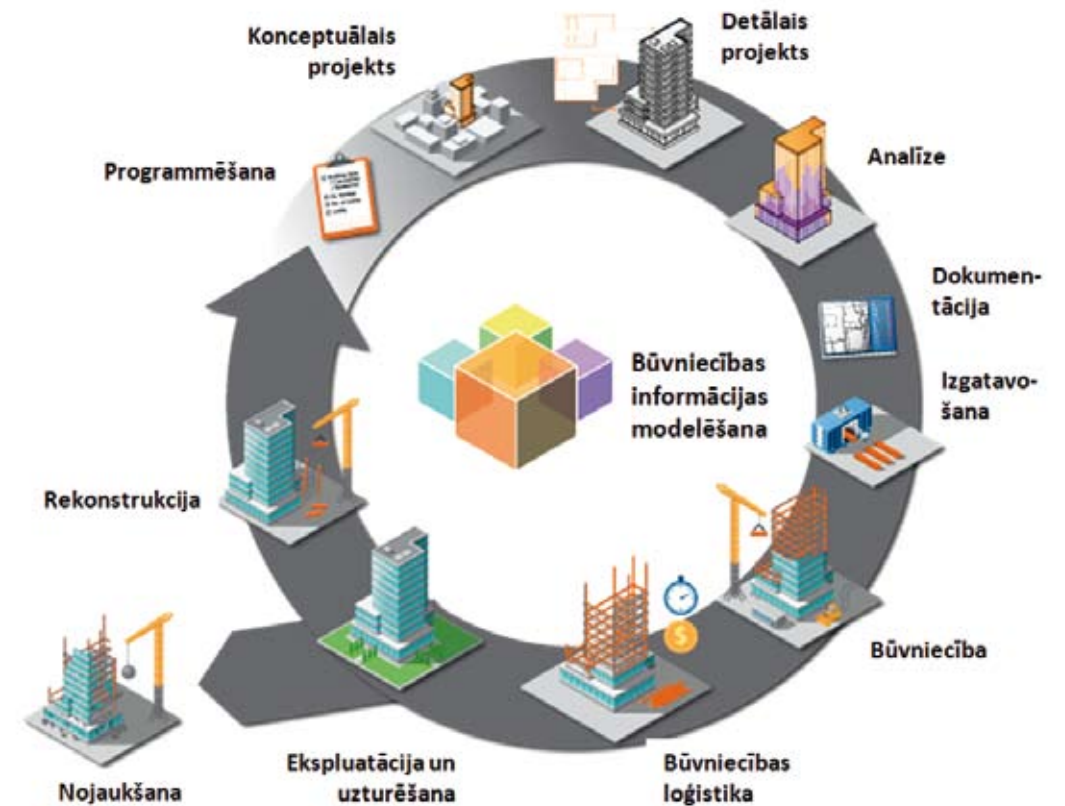 Konceptuālais
projekts
Detālais
projekts
Analīze
Programmēšana
Dokumen-
tācija
Izgatavo-
šana
Būvniecības
informācijas
modelēšana
Rekonstrukcija
Būvniecība
Būvniecības
loģistika
Ekspluatācija un
uzturēšana
Nojaukšana
$